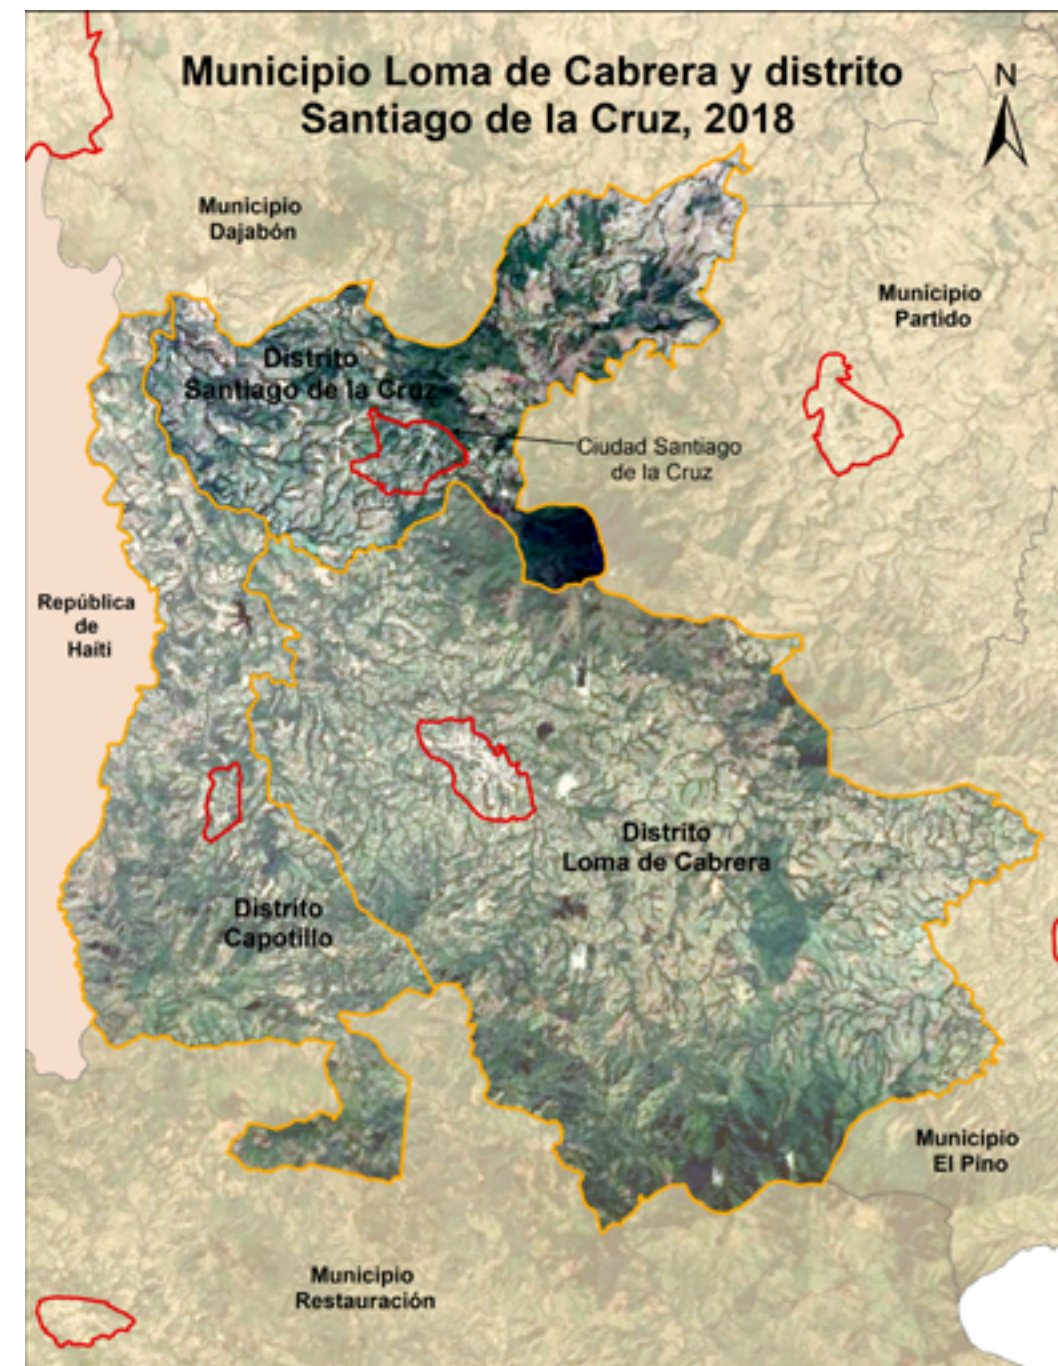 Municipio Loma de Cabrera y distrito
Santiago de la Cruz, 2018
N
Municipio
Dajabón
Municipio
Partido
Distrito
Santiago de la Cruz
Ciudad Santiago
de la Cruz
República
de
Haiti
Distrito
Loma de Cabrera
Distrito
Capotillo
Municipio
El Pino
Municipio
Restauración